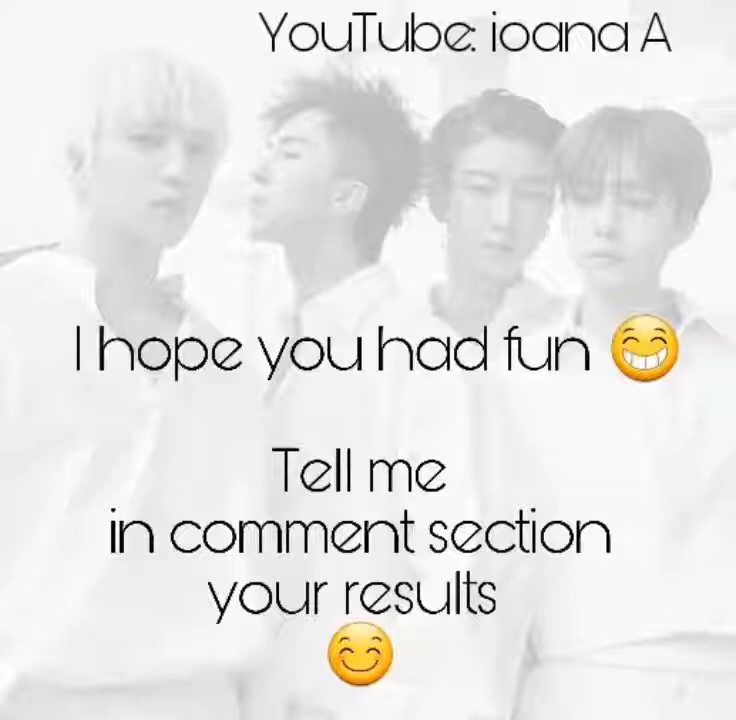 YouTube: ioana A
I hope you had fun 😁
Tell me
in comment section
your results
😊